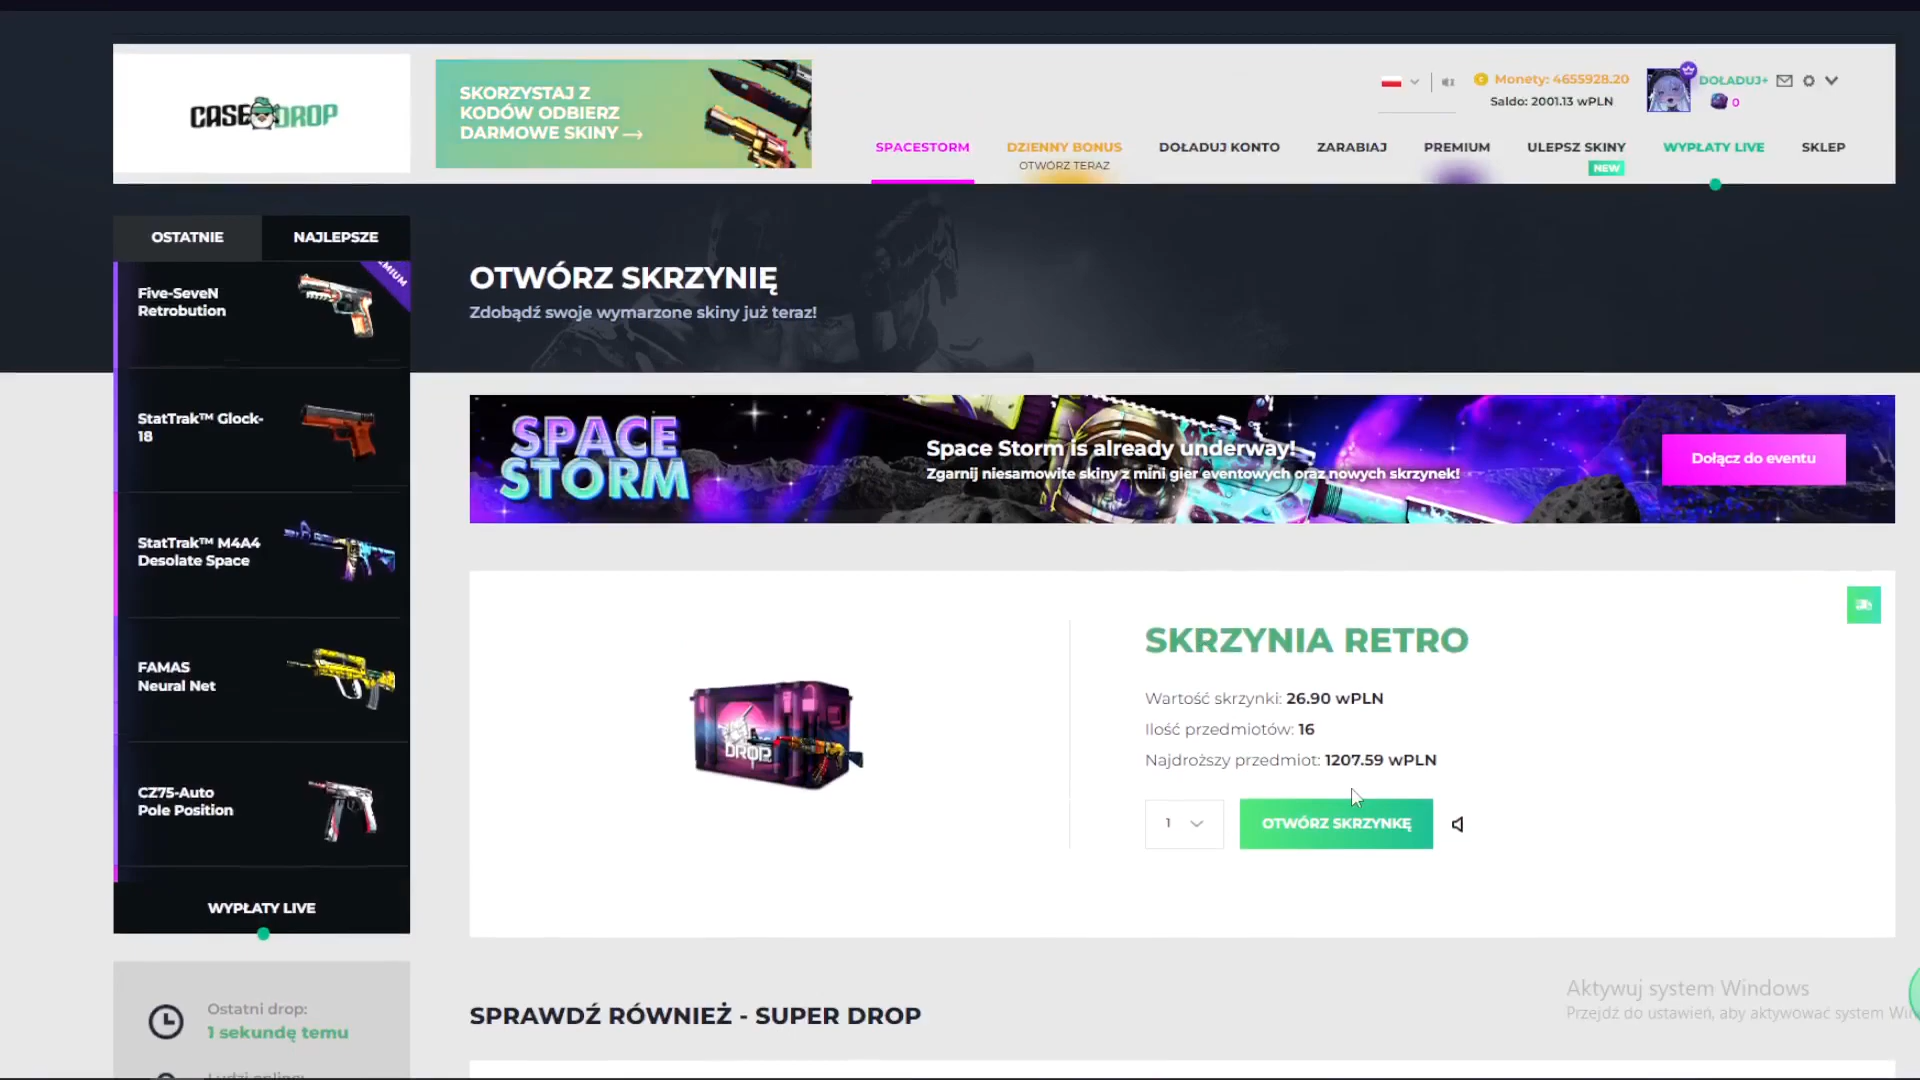 CASEDROP
SKORZYSTAJ Z
KODÓW ODBIERZ
DARMOWE SKINY →
Monety: 4655928.20
Saldo: 2001.13 wPLN
DOŁADUJ+
0
SPACESTORM
DZIENNY BONUS
OTWÓRZ TERAZ
DOŁADUJ KONTO
ZARABIAJ
PREMIUM
ULEPSZ SKINY
NEW
WYPŁATY LIVE
SKLEP
OSTATNIE
NAJLEPSZE
Five-SeveN
Retrobution
StatTrak™ Glock-
18
StatTrak™ M4A4
Desolate Space
FAMAS
Neural Net
CZ75-Auto
Pole Position
WYPŁATY LIVE
Ostatni drop:
1 sekundę temu
OTWÓRZ SKRZYNIĘ
Zdobądź swoje wymarzone skiny już teraz!
SPACE
STORM
Space Storm is already underway!
Zgarnij niesamowite skiny z mini gier eventowych oraz nowych skrzynek!
Dołącz do eventu
DROP
SKRZYNIA RETRO
Wartość skrzynki: 26.90 wPLN
Ilość przedmiotów: 16
Najdroższy przedmiot: 1207.59 wPLN
1
OTWÓRZ SKRZYNKĘ
SPRAWDŹ RÓWNIEŻ - SUPER DROP
Aktywuj system Windows
Przejdź do ustawień, aby aktywować system Win